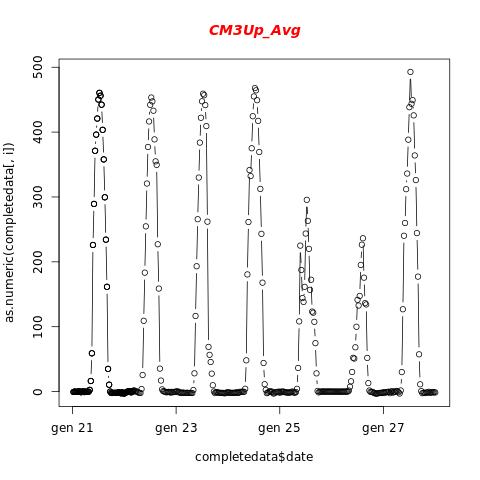 CM3Up_Avg
as.numeric(completedata[, i])
500
400
300
200
100
0
gen 21
gen 23
gen 25
gen 27
completedata$date